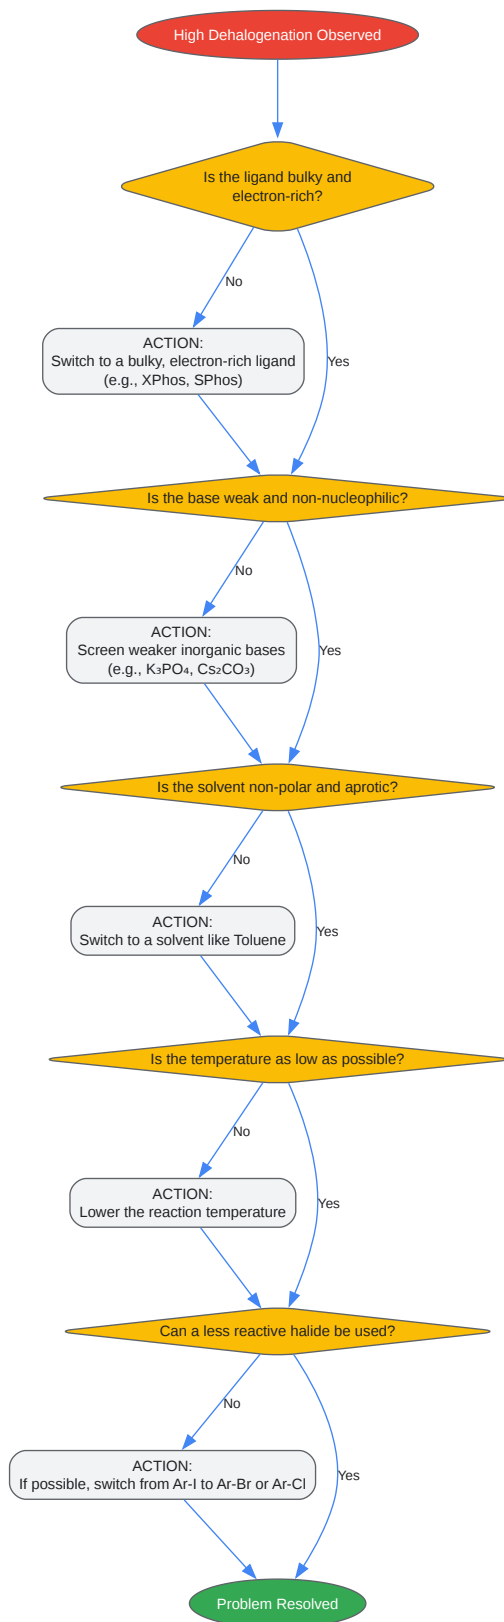 High Dehalogenation Observed
Is the ligand bulky and
electron-rich?
No
Yes
ACTION:
Switch to a bulky, electron-rich ligand
(e.g., XPhos, SPhos)
Is the base weak and non-nucleophilic?
No
Yes
ACTION:
Screen weaker inorganic bases
(e.g., K₃PO₄, Cs₂CO₃)
Is the solvent non-polar and aprotic?
No
Yes
ACTION:
Switch to a solvent like Toluene
Is the temperature as low as possible?
No
Yes
ACTION:
Lower the reaction temperature
Can a less reactive halide be used?
No
Yes
ACTION:
If possible, switch from Ar-I to Ar-Br or Ar-Cl
Problem Resolved